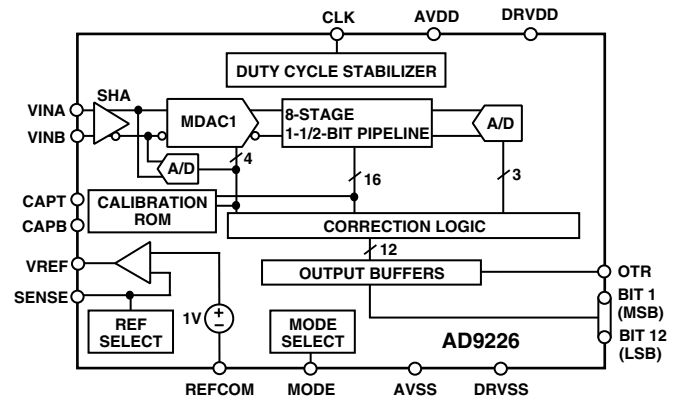 CLK
AVDD
DRVDD
DUTY CYCLE STABILIZER
SHA
VINA
VINB
MDAC1
8-STAGE
1-1/2-BIT PIPELINE
A/D
A/D
4
16
3
CAPT
CAPB
CALIBRATION
ROM
CORRECTION LOGIC
12
VREF
OUTPUT BUFFERS
OTR
SENSE
BIT 1
(MSB)
REF
SELECT
1V
+
–
MODE
SELECT
AD9226
BIT 12
(LSB)
REFCOM
MODE
AVSS
DRVSS